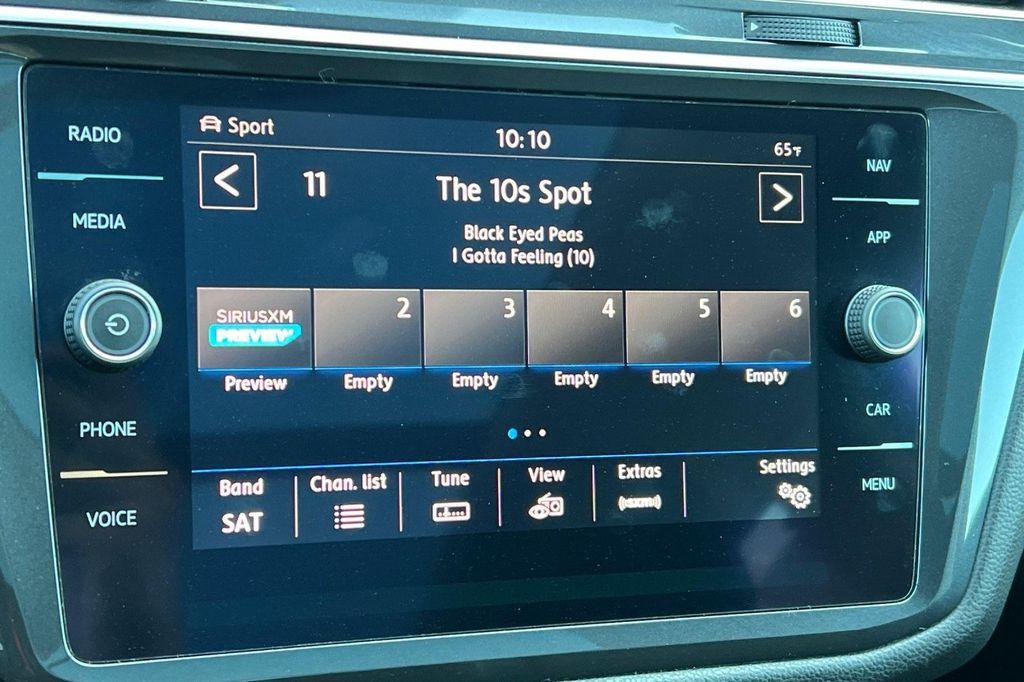 RADIO
MEDIA
PHONE
VOICE
Sport
10:10
65°F
11
The 10s Spot
Black Eyed Peas
I Gotta Feeling (10)
SIRIUSXM
PREVIEW
2
3
4
5
6
Preview
Empty
Empty
Empty
Empty
Empty
Band
SAT
Chan. list
Tune
View
Extras
((SXM))
Settings
NAV
APP
CAR
MENU